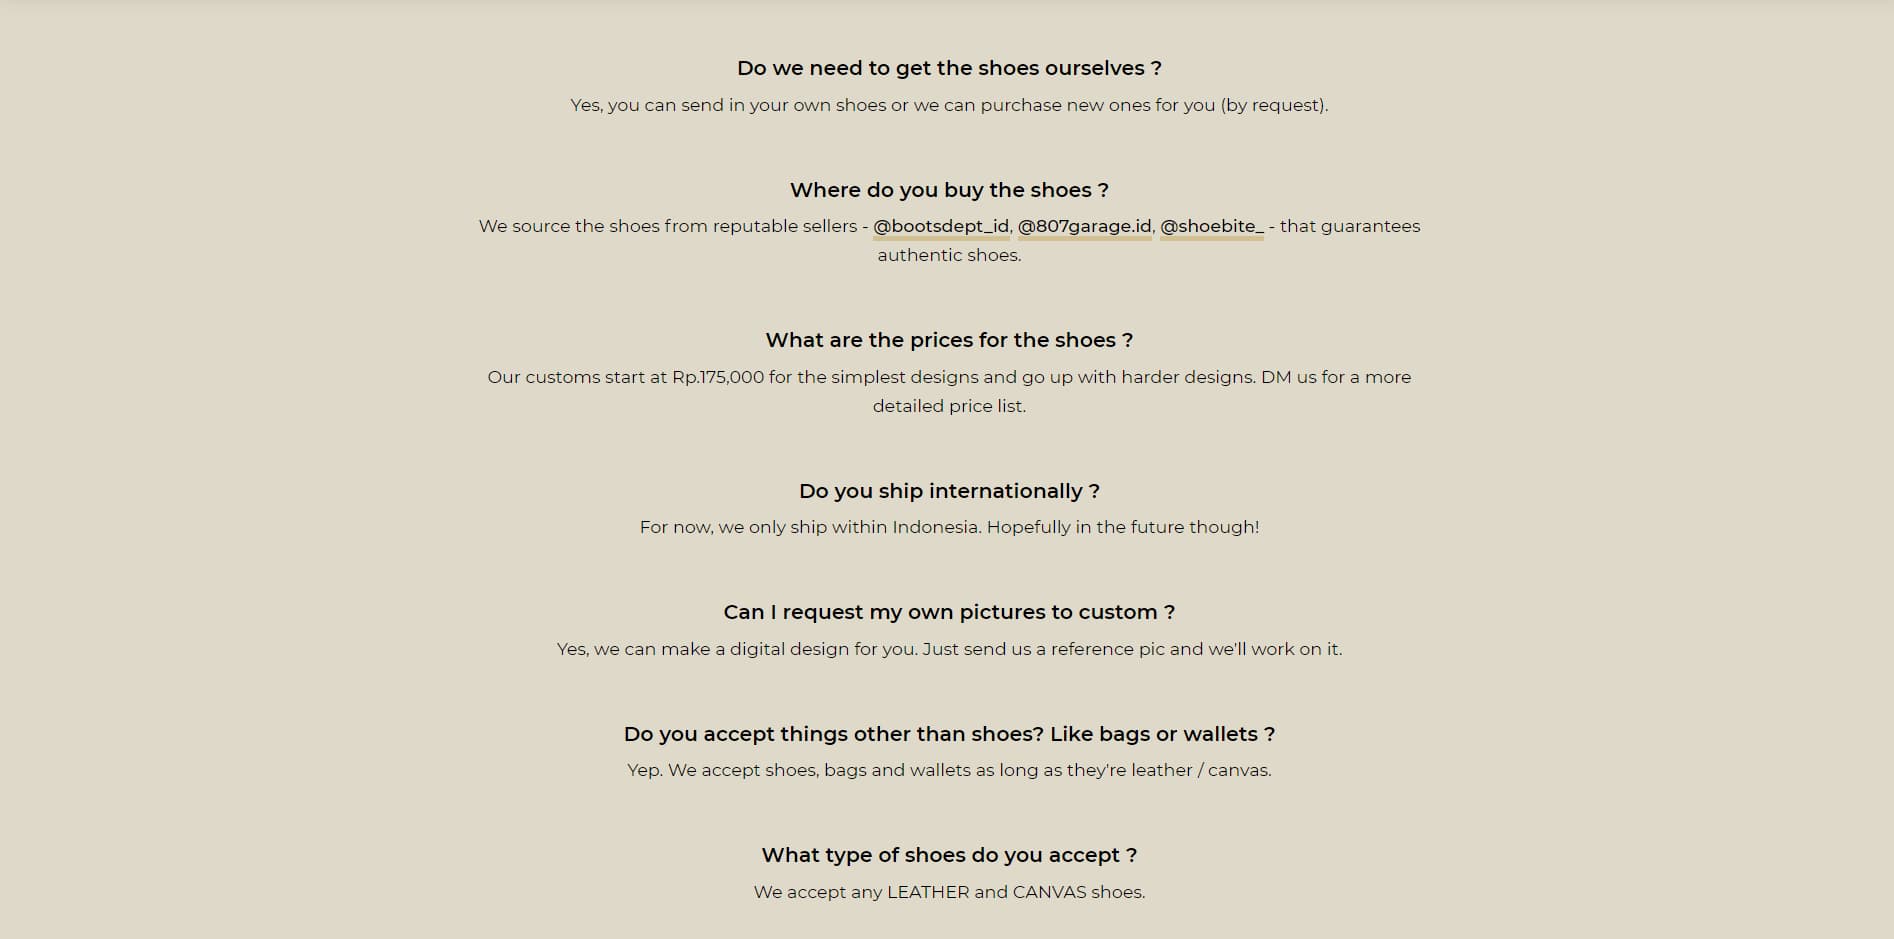 Do we need to get the shoes ourselves ?
Yes, you can send in your own shoes or we can purchase new ones for you (by request).
Where do you buy the shoes ?
We source the shoes from reputable sellers - @bootsdept_id, @807garage.id, @shoebite_ - that guarantees
authentic shoes.
What are the prices for the shoes ?
Our customs start at Rp.175,000 for the simplest designs and go up with harder designs. DM us for a more
detailed price list.
Do you ship internationally ?
For now, we only ship within Indonesia. Hopefully in the future though!
Can I request my own pictures to custom ?
Yes, we can make a digital design for you. Just send us a reference pic and we'll work on it.
Do you accept things other than shoes? Like bags or wallets ?
Yep. We accept shoes, bags and wallets as long as they're leather / canvas.
What type of shoes do you accept ?
We accept any LEATHER and CANVAS shoes.